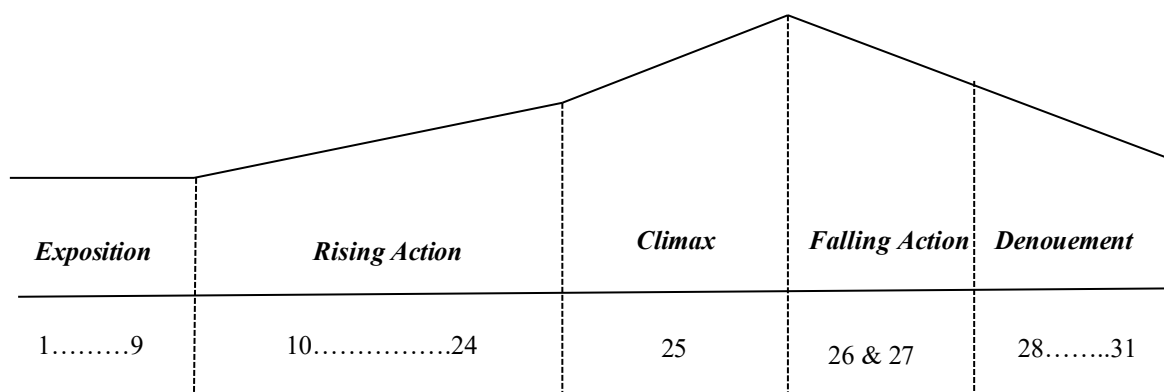 Exposition Rising Action Climax Falling Action Denouement
1………9 10…………….24 25 26 & 27 28……..31